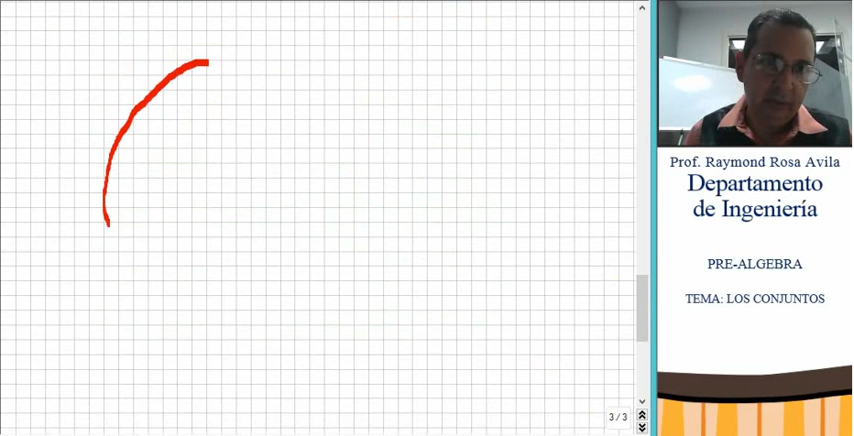 Prof. Raymond Rosa Avila
Departamento
de Ingeniería
PRE-ALGEBRA
TEMA: LOS CONJUNTOS
3/3